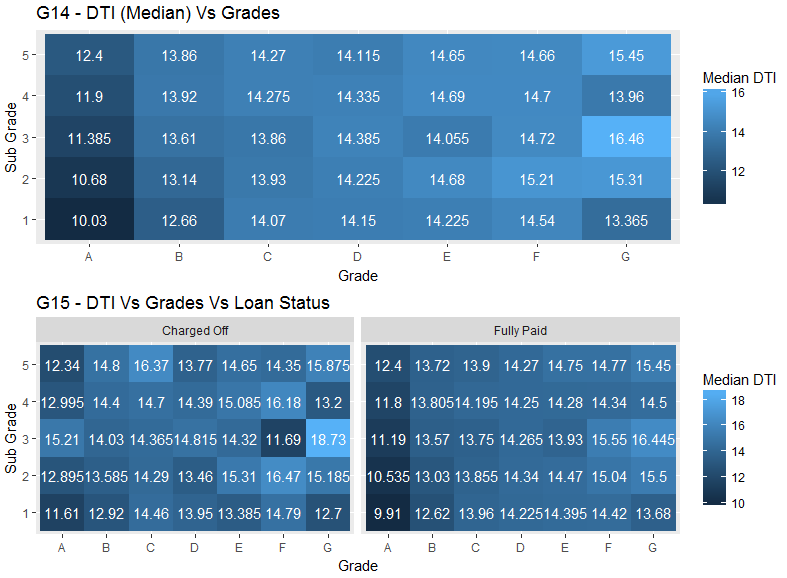 G14 - DTI (Median) Vs Grades
5 12.4 13.86 14.27 14.115 14.65 14.66 15.45
4 11.9 13.92 14.275 14.335 14.69 14.7 13.96
3 11.385 13.61 13.86 14.385 14.055 14.72 16.46
2 10.68 13.14 13.93 14.225 14.68 15.21 15.31
1 10.03 12.66 14.07 14.15 14.225 14.54 13.365
A B C D E F G
Grade
Sub Grade
Median DTI
16
14
12
G15 - DTI Vs Grades Vs Loan Status
Charged Off Fully Paid
5 12.34 14.8 16.37 13.77 14.65 14.35 15.875 12.4 13.72 13.9 14.27 14.75 14.77 15.45
4 12.995 14.4 14.7 14.39 15.085 16.18 13.2 11.8 13.805 14.195 14.25 14.28 14.34 14.5
3 15.21 14.03 14.365 14.815 14.32 11.69 18.73 11.19 13.57 13.75 14.265 13.93 15.55 16.445
2 12.895 13.585 14.29 13.46 15.31 16.47 15.185 10.535 13.03 13.855 14.34 14.47 15.04 15.5
1 11.61 12.92 14.46 13.95 13.385 14.79 12.7 9.91 12.62 13.96 14.225 14.395 14.42 13.68
A B C D E F G A B C D E F G
Grade
Sub Grade
Median DTI
18
16
14
12
10